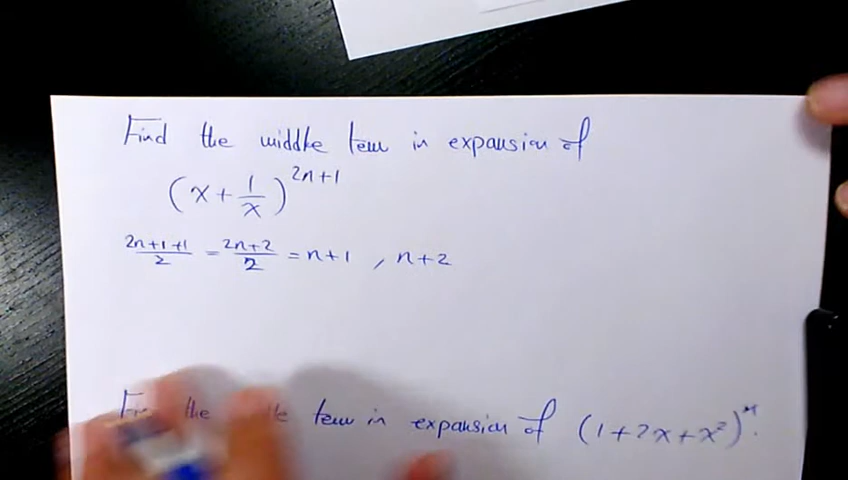 Find the middle term in expansion of
(x + 1/x)^{2n+1}
(2n+1+1)/2 = (2n+2)/2 = n+1 , n+2
the term in expansion of (1+2x+x²)